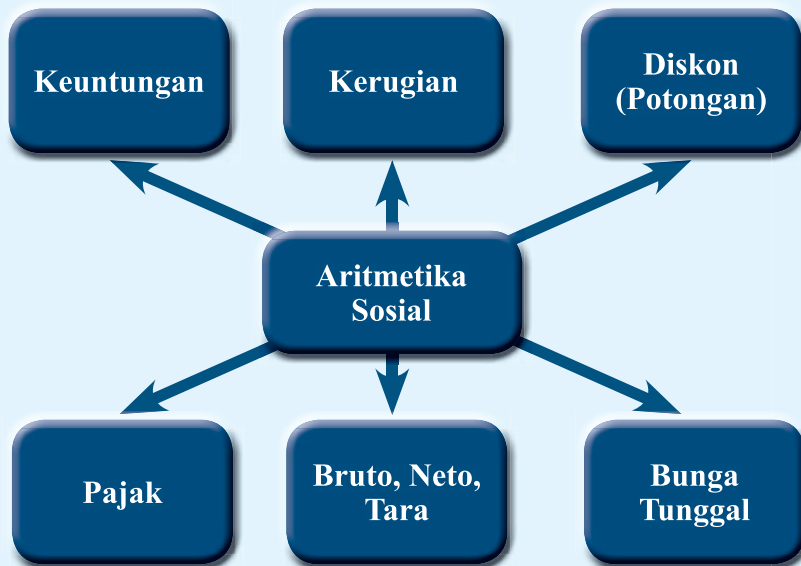 Keuntungan
Kerugian
Diskon
(Potongan)
Aritmetika
Sosial
Pajak
Bruto, Neto,
Tara
Bunga
Tunggal